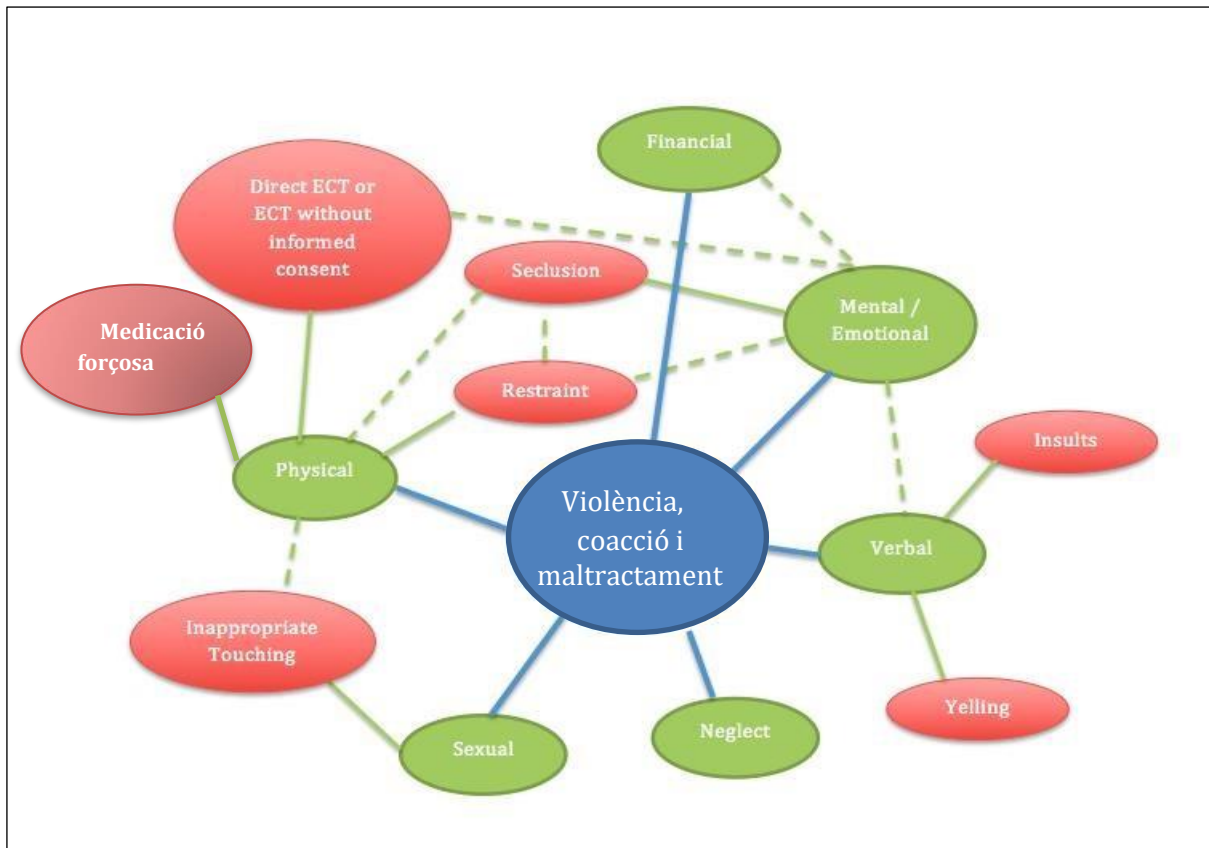 Financial
Direct ECT or
ECT without
informed
consent
Seclusion
Mental /
Emotional
Medicació
forçosa
Restraint
Insults
Physical
Violència,
coacció i
maltractament
Verbal
Inappropriate
Touching
Yelling
Neglect
Sexual